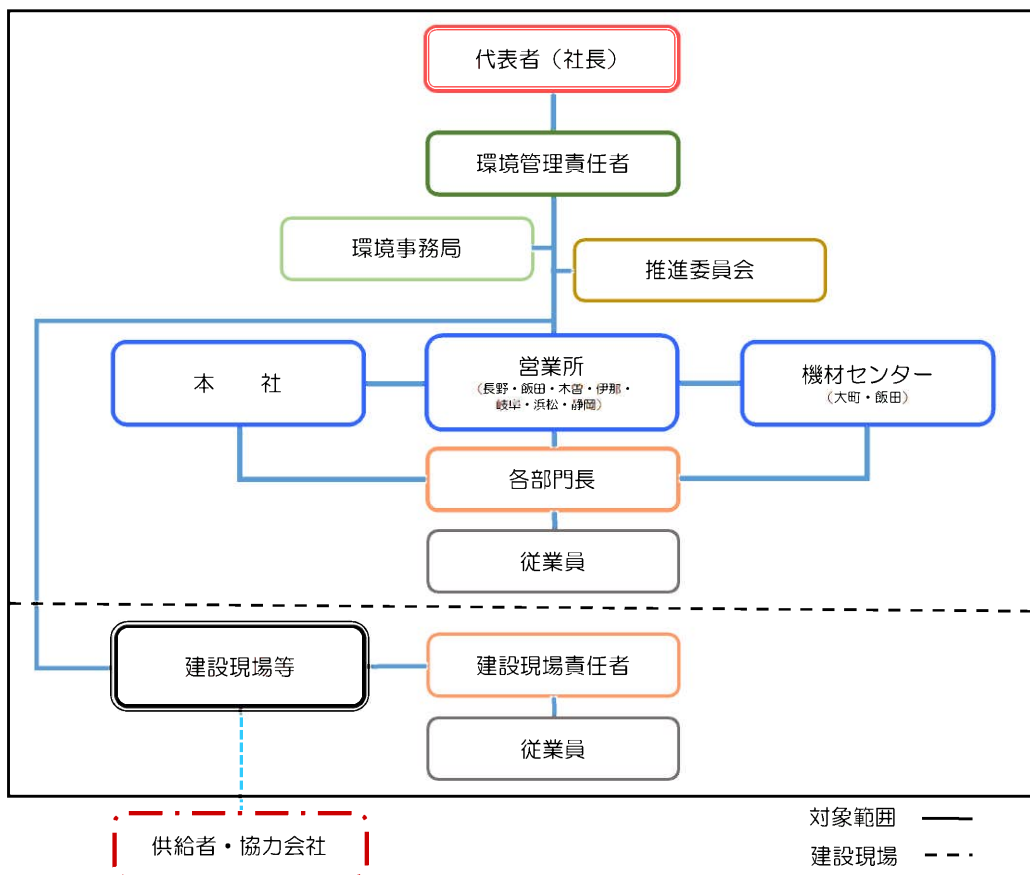 代表者（社長）
環境管理責任者
環境事務局
推進委員会
本　　社
営業所
（長野・飯田・木曽・伊那・
岐阜・浜松・静岡）
機材センター
（大町・飯田）
各部門長
従業員
建設現場等
建設現場責任者
従業員
供給者・協力会社
対象範囲
建設現場